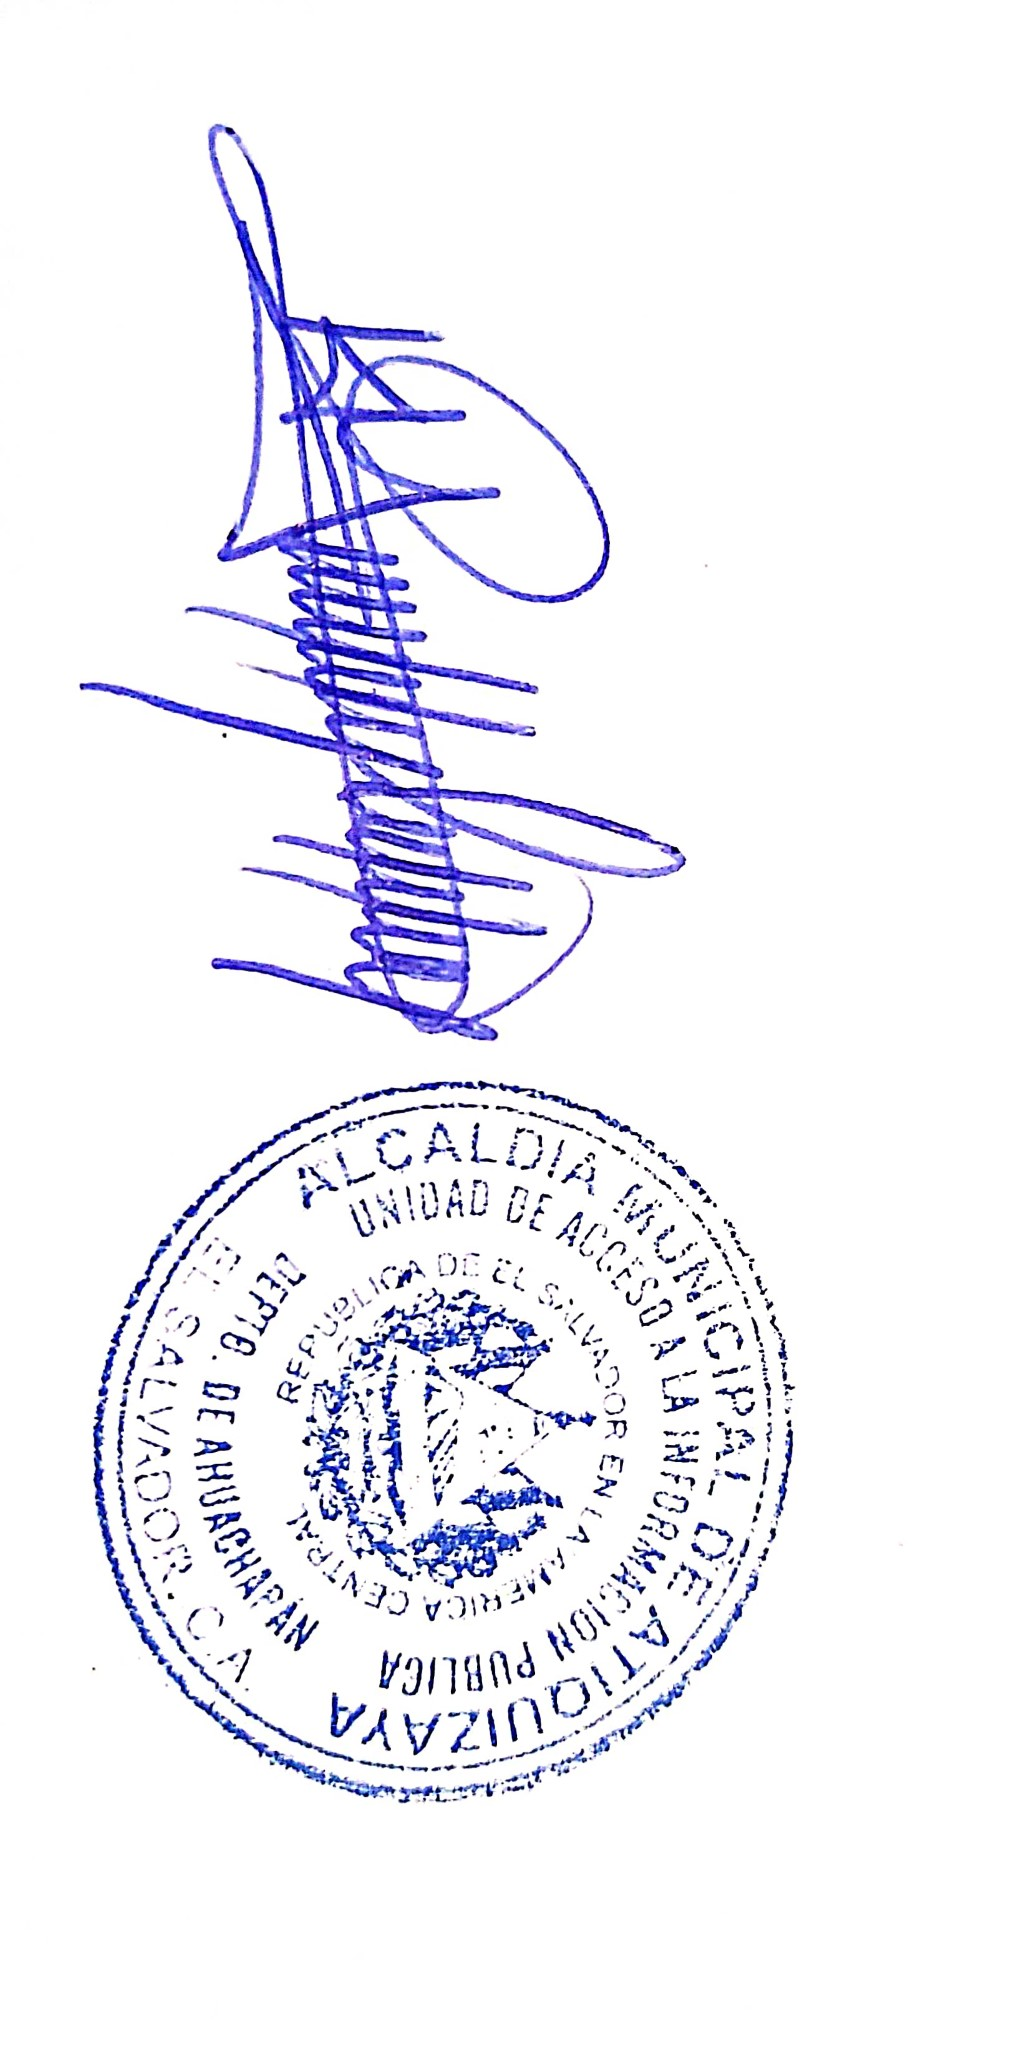 ALCALDIA MUNICIPAL DE ATIQUIZAYA
UNIDAD DE ACCESO A LA INFORMACION PUBLICA
REPUBLICA DE EL SALVADOR EN LA AMERICA CENTRAL
DEPTO. DE AHUACHAPAN
EL SALVADOR. C.A.